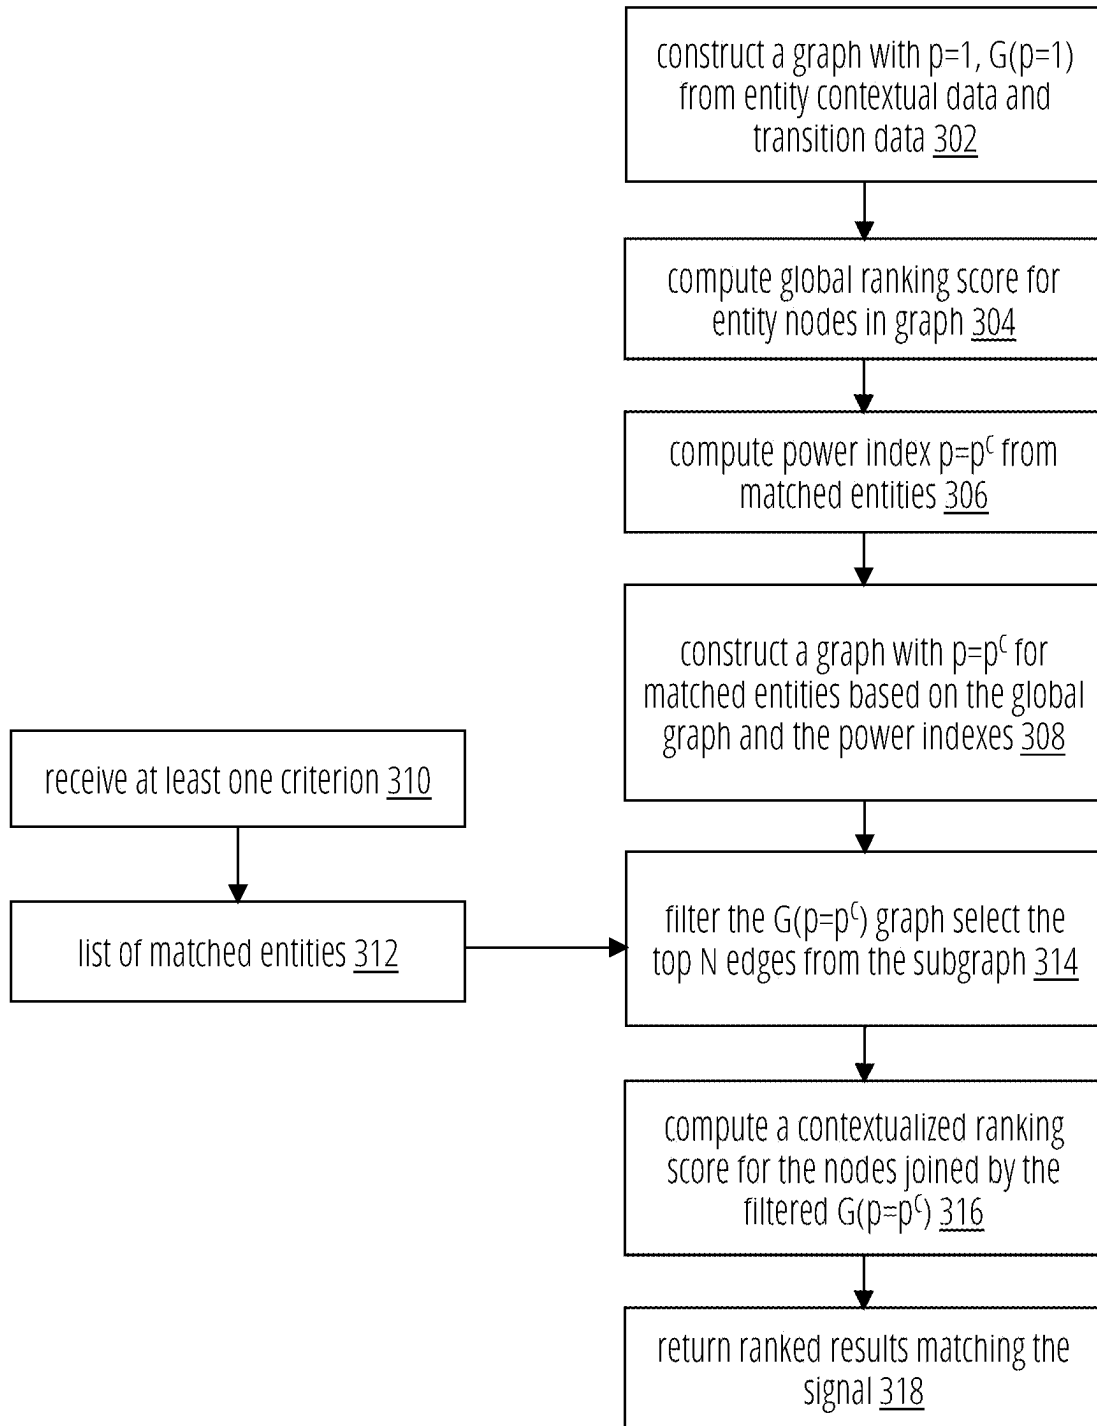 construct a graph with p=1, G(p=1)
from entity contextual data and
transition data 302
compute global ranking score for
entity nodes in graph 304
compute power index p=pᶜ from
matched entities 306
construct a graph with p=pᶜ for
matched entities based on the global
graph and the power indexes 308
receive at least one criterion 310
list of matched entities 312
filter the G(p=pᶜ) graph select the
top N edges from the subgraph 314
compute a contextualized ranking
score for the nodes joined by the
filtered G(p=pᶜ) 316
return ranked results matching the
signal 318